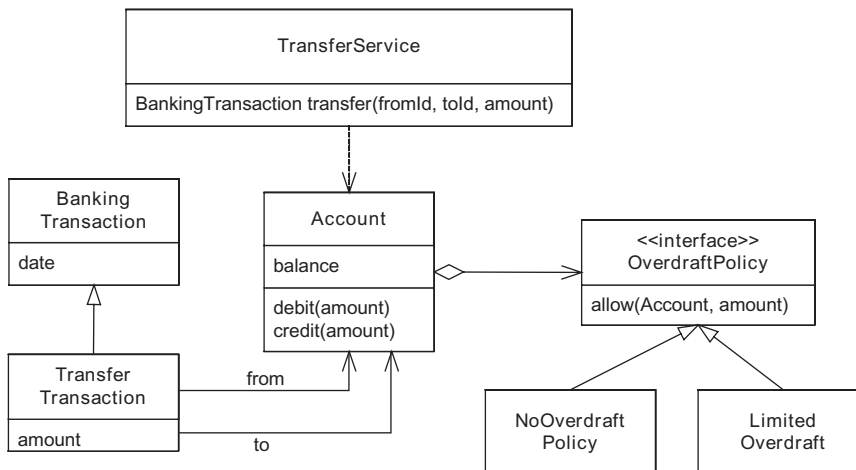 TransferService
BankingTransaction transfer(fromId, toId, amount)
Banking
Transaction
date
Account
balance
debit(amount)
credit(amount)
<<interface>>
OverdraftPolicy
allow(Account, amount)
Transfer
Transaction
amount
from
to
NoOverdraft
Policy
Limited
Overdraft